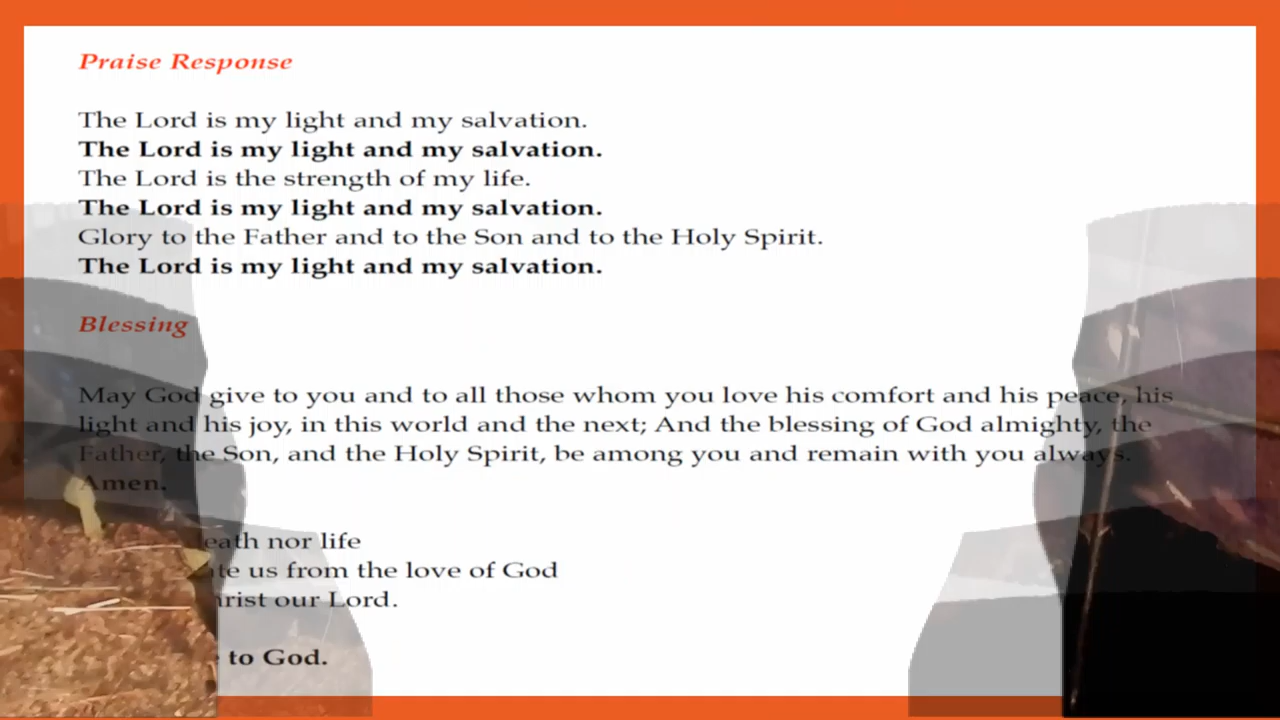 Praise Response
The Lord is my light and my salvation.
The Lord is my light and my salvation.
The Lord is the strength of my life.
The Lord is my light and my salvation.
Glory to the Father and to the Son and to the Holy Spirit.
The Lord is my light and my salvation.
Blessing
May God give to you and to all those whom you love his comfort and his peace, his
light and his joy, in this world and the next; And the blessing of God almighty, the
Father, the Son, and the Holy Spirit, be among you and remain with you always.
Amen.
nor life
us from the love of God
our Lord.
to God.